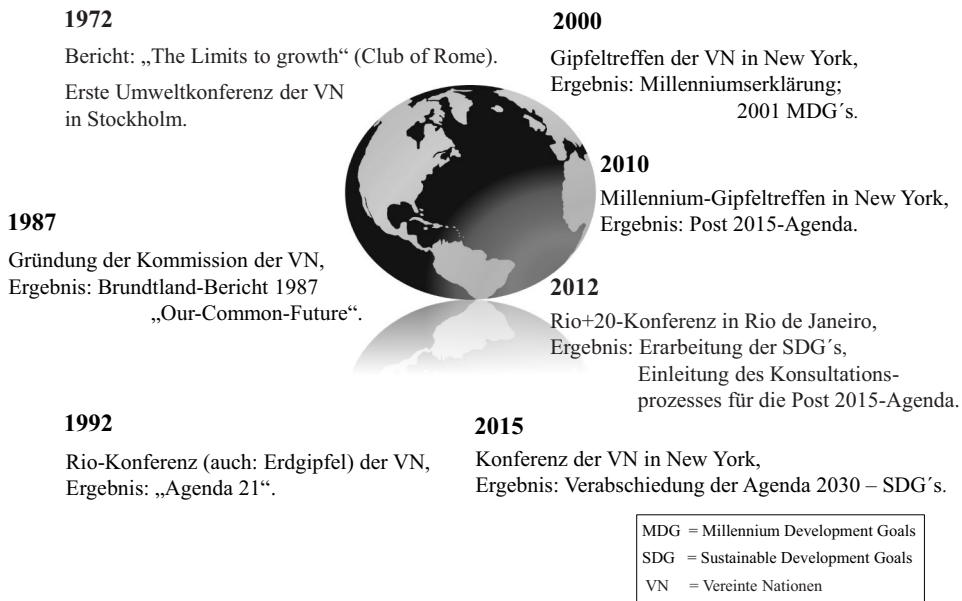 1972
Bericht: „The Limits to growth“ (Club of Rome).
Erste Umweltkonferenz der VN
in Stockholm.
1987
Gründung der Kommission der VN,
Ergebnis: Brundtland-Bericht 1987
„Our-Common-Future“.
1992
Rio-Konferenz (auch: Erdgipfel) der VN,
Ergebnis: „Agenda 21“.
2000
Gipfeltreffen der VN in New York,
Ergebnis: Millenniumserklärung;
2001 MDG´s.
2010
Millennium-Gipfeltreffen in New York,
Ergebnis: Post 2015-Agenda.
2012
Rio+20-Konferenz in Rio de Janeiro,
Ergebnis: Erarbeitung der SDG´s,
Einleitung des Konsultations-
prozesses für die Post 2015-Agenda.
2015
Konferenz der VN in New York,
Ergebnis: Verabschiedung der Agenda 2030 – SDG´s.
MDG = Millennium Development Goals
SDG = Sustainable Development Goals
VN = Vereinte Nationen